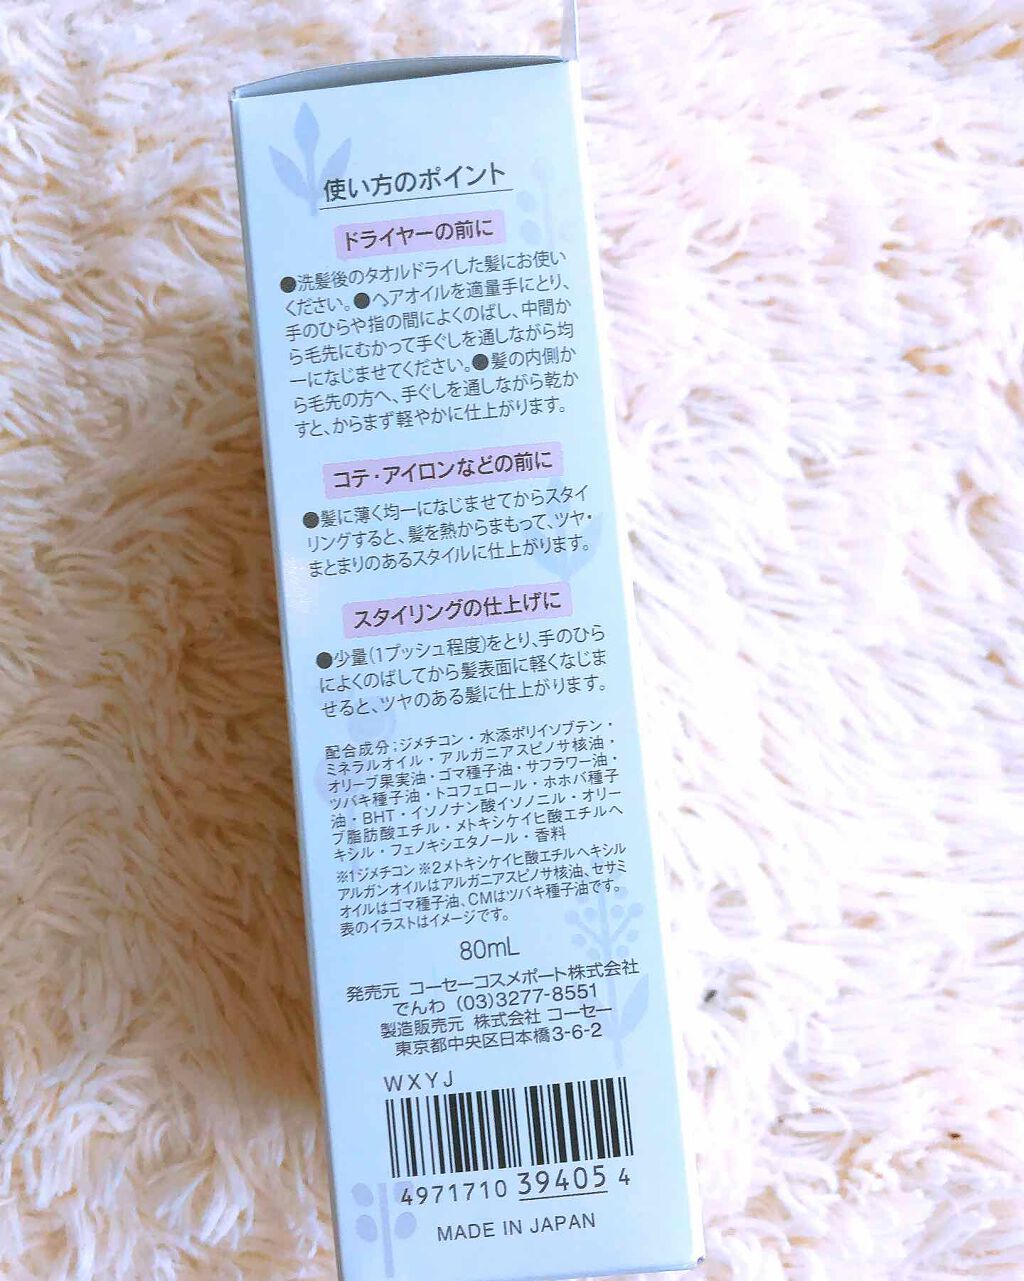 使い方のポイント
ドライヤーの前に
●洗髪後のタオルドライした髪にお使い
ください。●ヘアオイルを適量手にとり、
手のひらや指の間によくのばし、中間か
ら毛先にむかって手ぐしを通しながら均
一になじませてください。●髪の内側か
ら毛先の方へ、手ぐしを通しながら乾か
すと、からまず軽やかに仕上がります。
コテ・アイロンなどの前に
●髪に薄く均一になじませてからスタイ
リングすると、髪を熱からまもって、ツヤ・
まとまりのあるスタイルに仕上がります。
スタイリングの仕上げに
●少量(1プッシュ程度)をとり、手のひら
によくのばしてから髪表面に軽くなじま
せると、ツヤのある髪に仕上がります。
配合成分；ジメチコン・水添ポリイソブテン・
ミネラルオイル・アルガニアスピノサ核油・
オリーブ果実油・ゴマ種子油・サフラワー油・
ツバキ種子油・トコフェロール・ホホバ種子
油・BHT・イソノナン酸イソノニル・オリー
ブ脂肪酸エチル・メトキシケイヒ酸エチルヘ
キシル・フェノキシエタノール・香料
※1ジメチコン ※2メトキシケイヒ酸エチルヘキシル
アルガンオイルはアルガニアスピノサ核油、セサミ
オイルはゴマ種子油、CMはツバキ種子油です。
表のイラストはイメージです。
80mL
発売元 コーセーコスメポート株式会社
でんわ (03)3277-8551
製造販売元 株式会社 コーセー
東京都中央区日本橋3-6-2
WXYJ
4971710 39405 4
MADE IN JAPAN